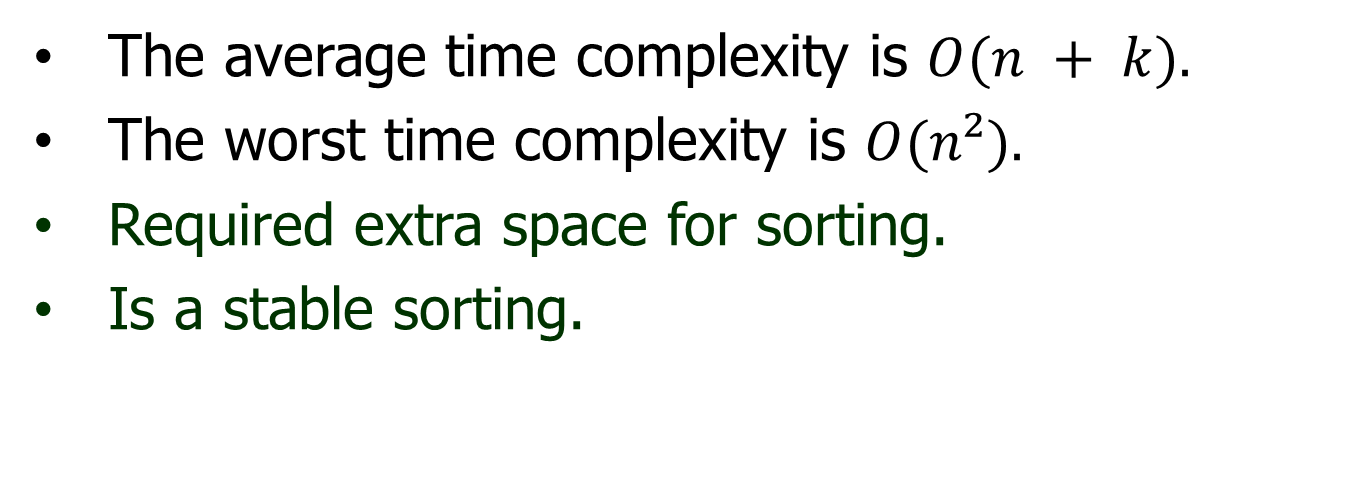 • The average time complexity is O(n + k).
• The worst time complexity is O(n²).
• Required extra space for sorting.
• Is a stable sorting.